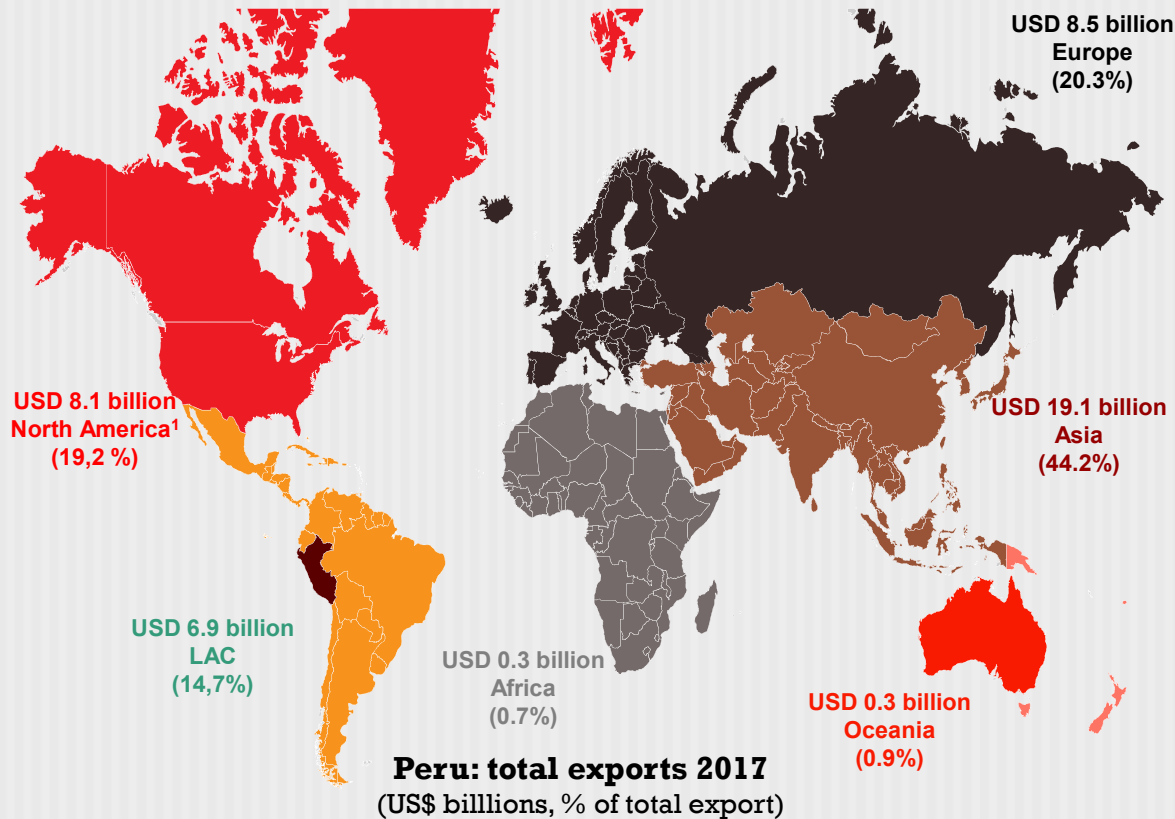 USD 8.5 billion
Europe
(20.3%)
USD 8.1 billion
North America¹
(19,2 %)
USD 19.1 billion
Asia
(44.2%)
USD 6.9 billion
LAC
(14,7%)
USD 0.3 billion
Africa
(0.7%)
USD 0.3 billion
Oceania
(0.9%)
Peru: total exports 2017
(US$ billlions, % of total export)